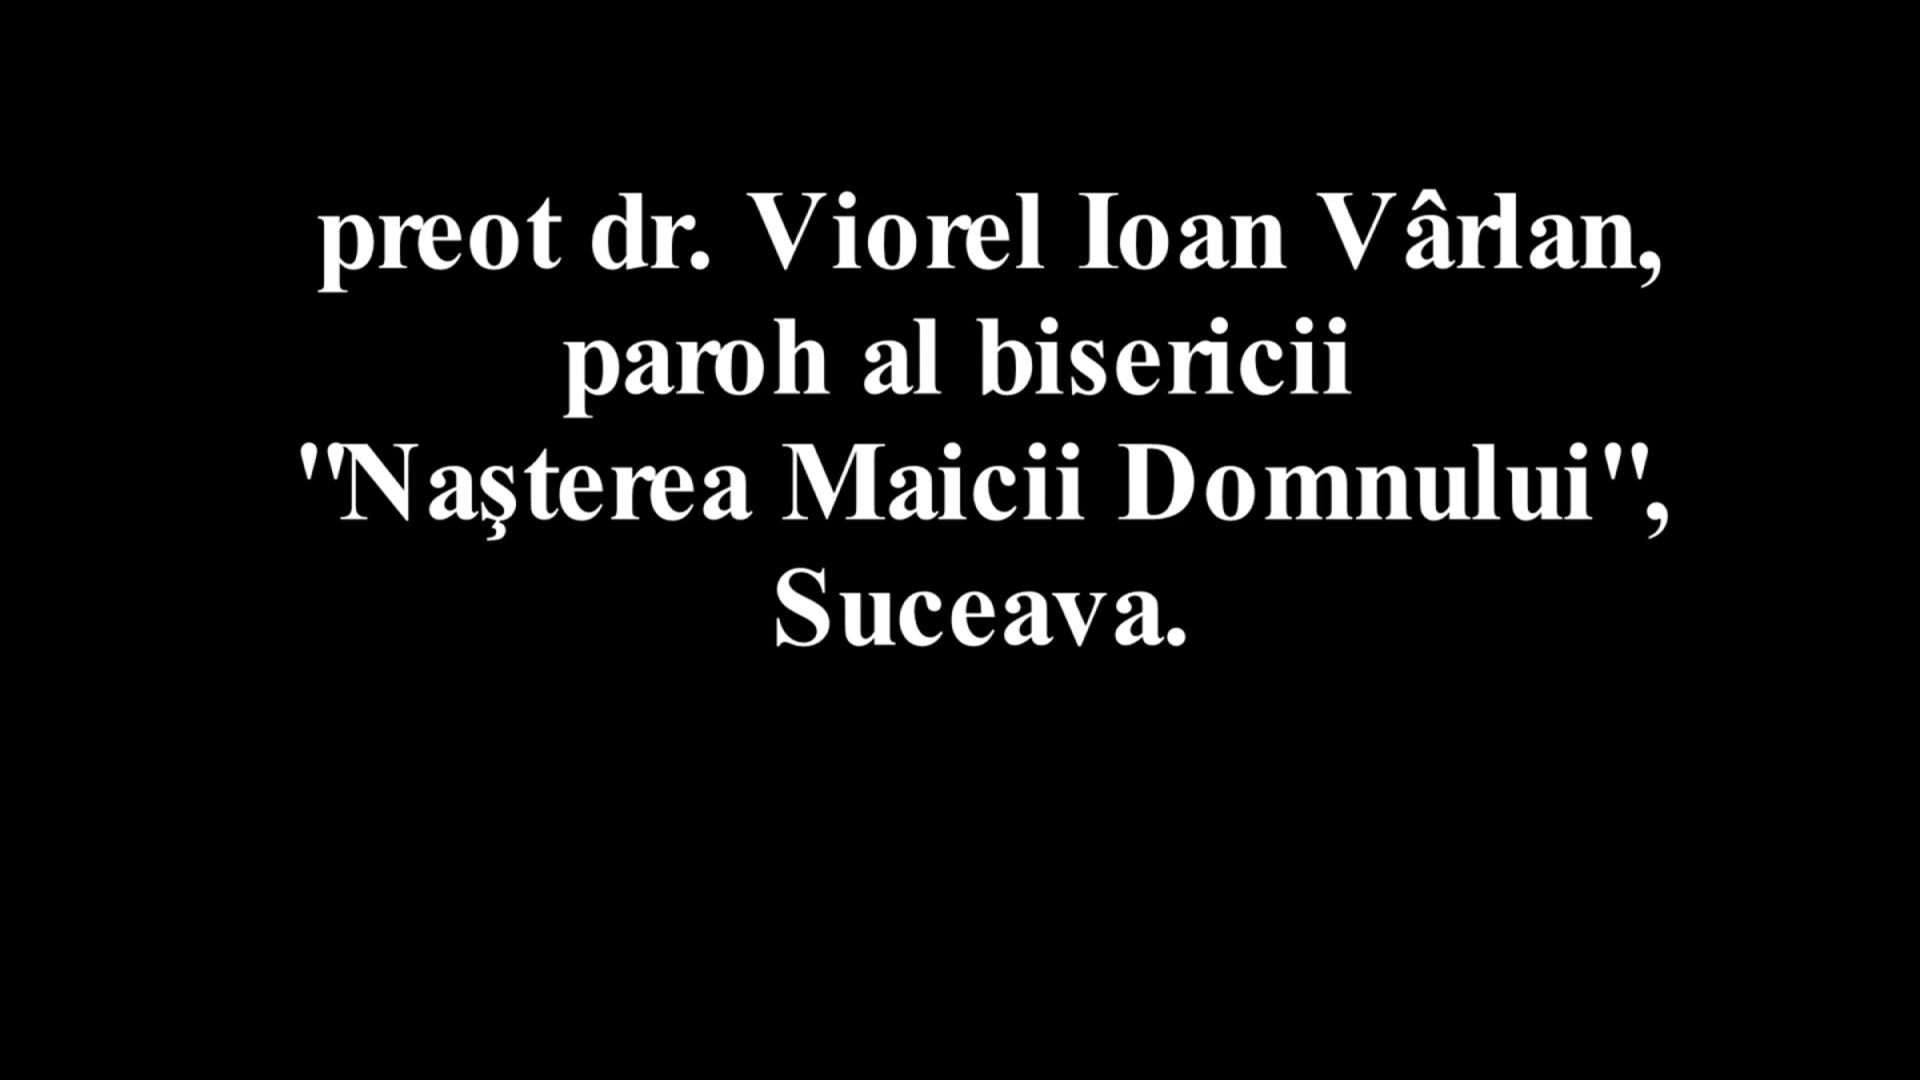 preot dr. Viorel Ioan Vârlan,
paroh al bisericii
"Naşterea Maicii Domnului",
Suceava.